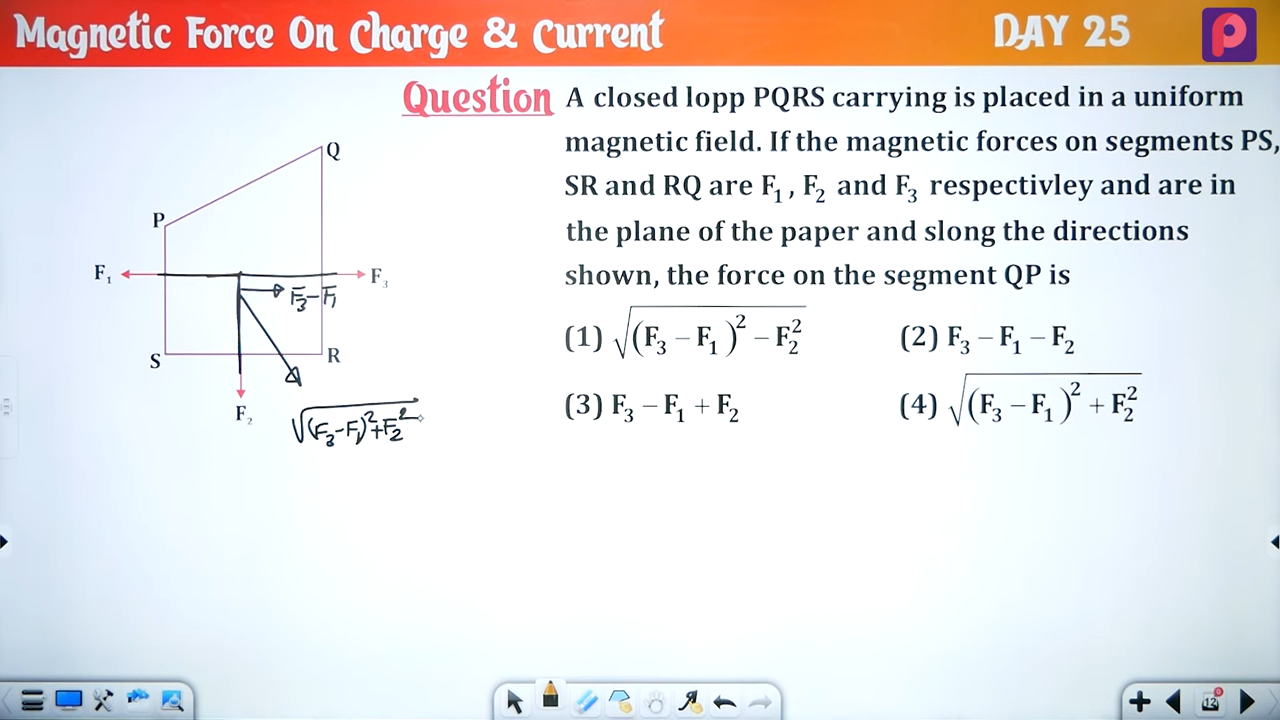 Magnetic Force On Charge & Current
DAY 25
Question A closed lopp PQRS carrying is placed in a uniform
magnetic field. If the magnetic forces on segments PS,
SR and RQ are F₁, F₂ and F₃ respectivley and are in
the plane of the paper and slong the directions
shown, the force on the segment QP is
(1) √((F₃ – F₁)² – F₂²)
(2) F₃ – F₁ – F₂
(3) F₃ – F₁ + F₂
(4) √((F₃ – F₁)² + F₂²)
Q
P
F₁
F₃
F₃–F₁
S
R
F₂
√((F₃–F₁)²+F₂²)
12